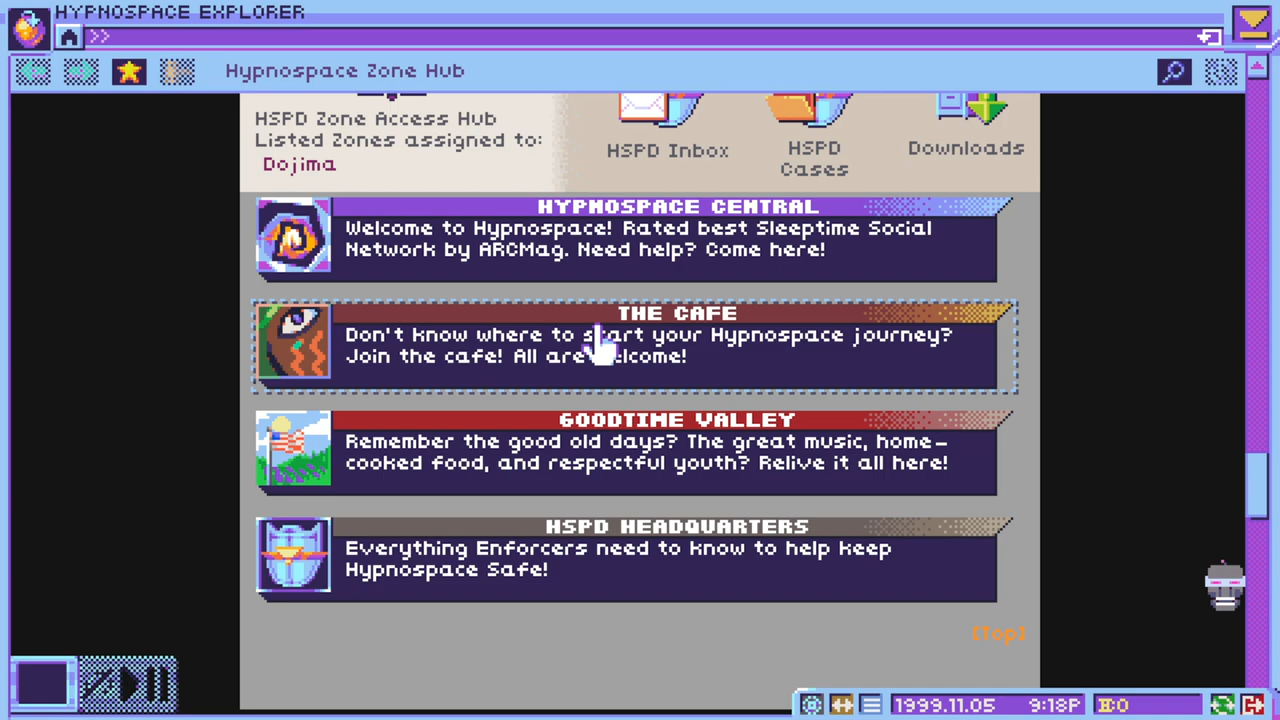 HYPNOSPACE EXPLORER
>>
Hypnospace Zone Hub
HSPD Zone Access Hub
Listed Zones assigned to:
Dojima
HSPD Inbox
HSPD
Cases
Downloads
HYPNOSPACE CENTRAL
Welcome to Hypnospace! Rated best Sleeptime Social
Network by ARCMag. Need help? Come here!
THE CAFE
Don't know where to start your Hypnospace journey?
Join the cafe! All are welcome!
GOODTIME VALLEY
Remember the good old days? The great music, home-
cooked food, and respectful youth? Relive it all here!
HSPD HEADQUARTERS
Everything Enforcers need to know to help keep
Hypnospace Safe!
(Top)
1999.11.05 9:18P
:0